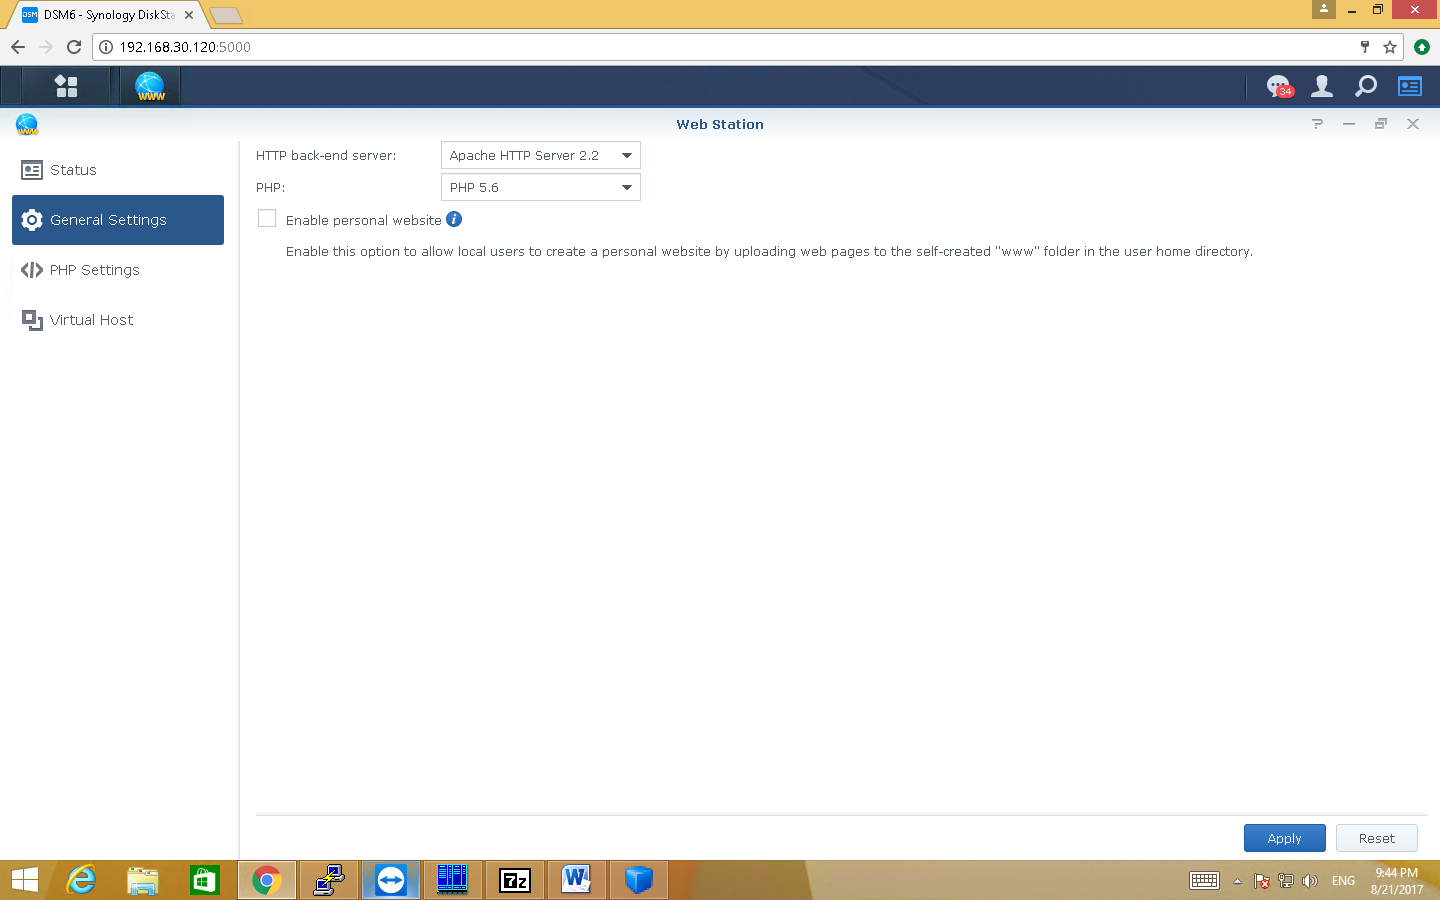 DSM6 - Synology DiskSta
192.168.30.120:5000
34
Web Station
Status
General Settings
PHP Settings
Virtual Host
HTTP back-end server:
Apache HTTP Server 2.2
PHP:
PHP 5.6
Enable personal website
Enable this option to allow local users to create a personal website by uploading web pages to the self-created "www" folder in the user home directory.
Apply
Reset
ENG
9:44 PM
8/21/2017